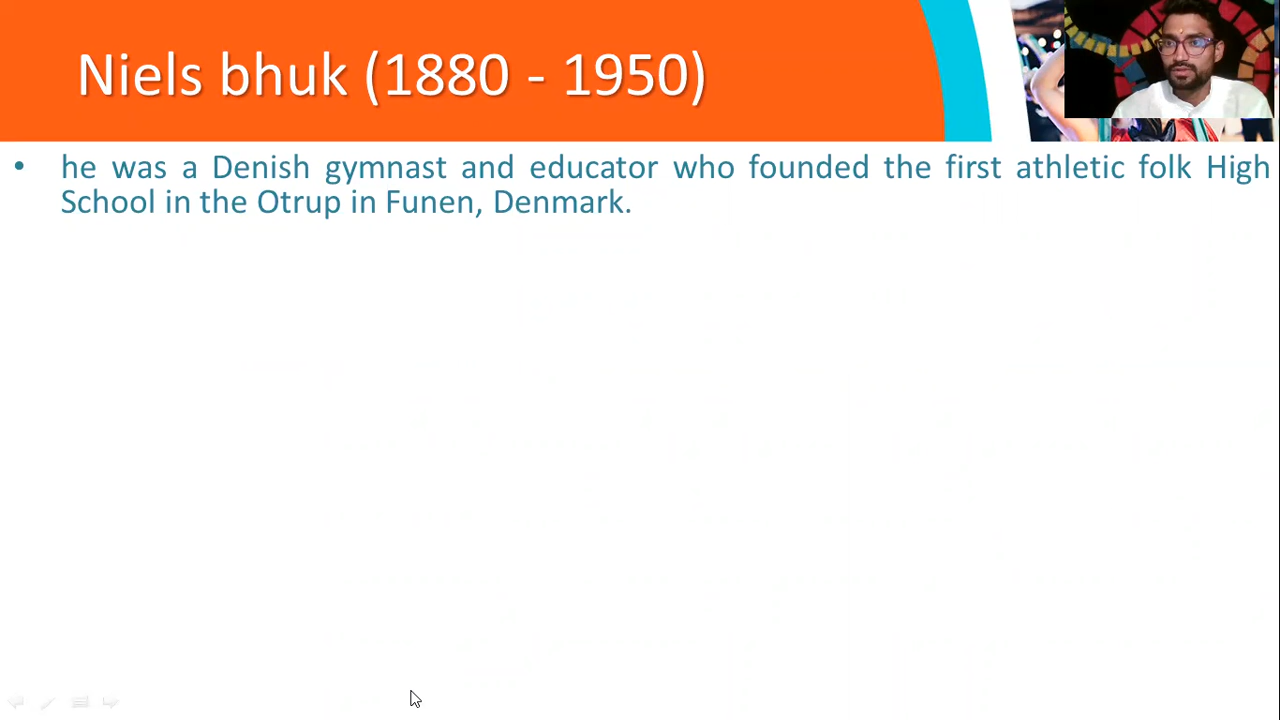 Niels bhuk (1880 - 1950)
• he was a Denish gymnast and educator who founded the first athletic folk High
School in the Otrup in Funen, Denmark.